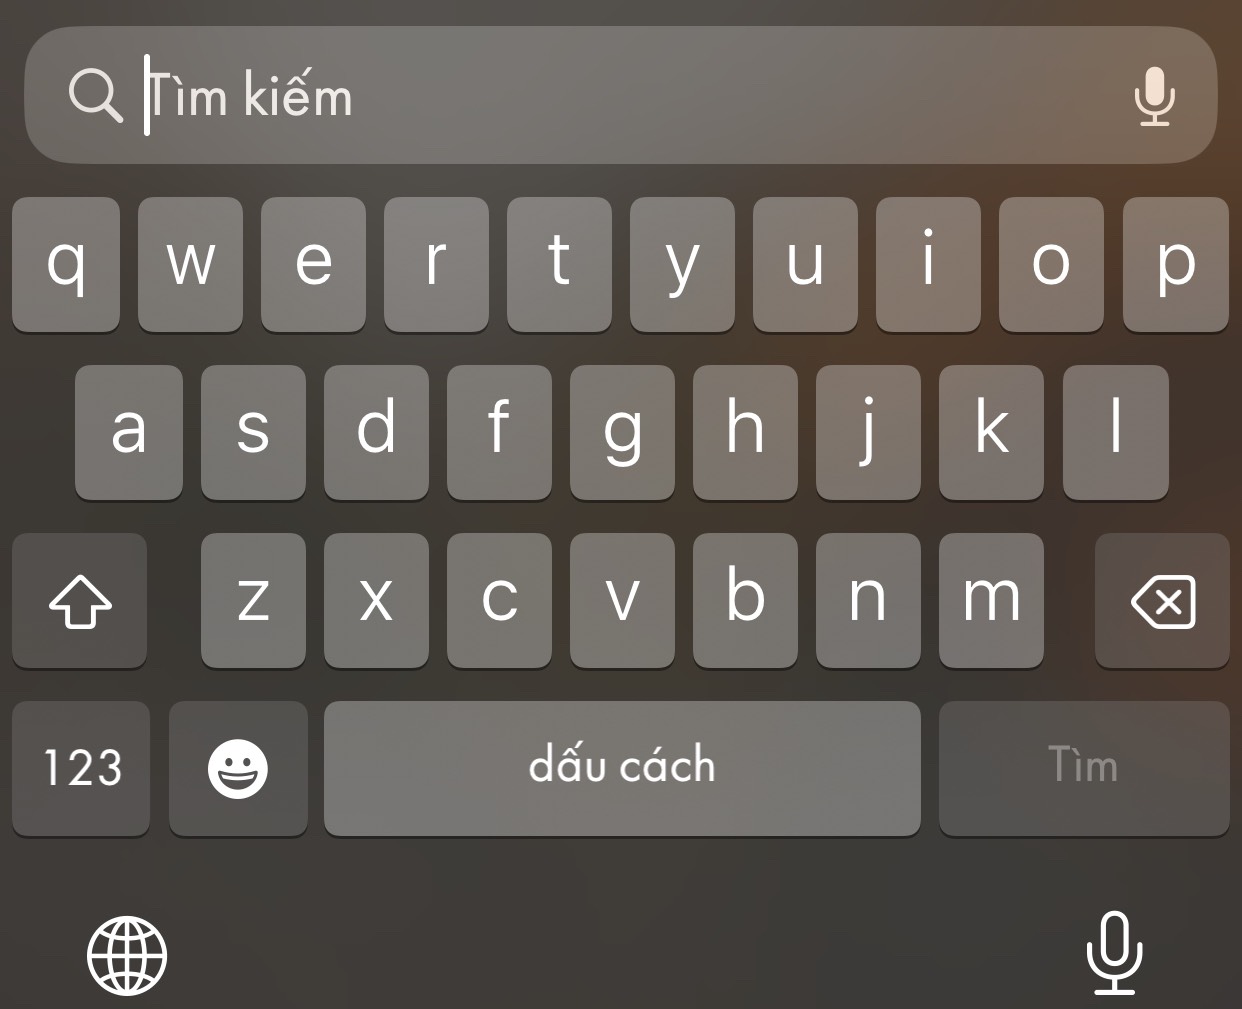 Tìm kiếm
q w e r t y u i o p
a s d f g h j k l
z x c v b n m
123 dấu cách Tìm